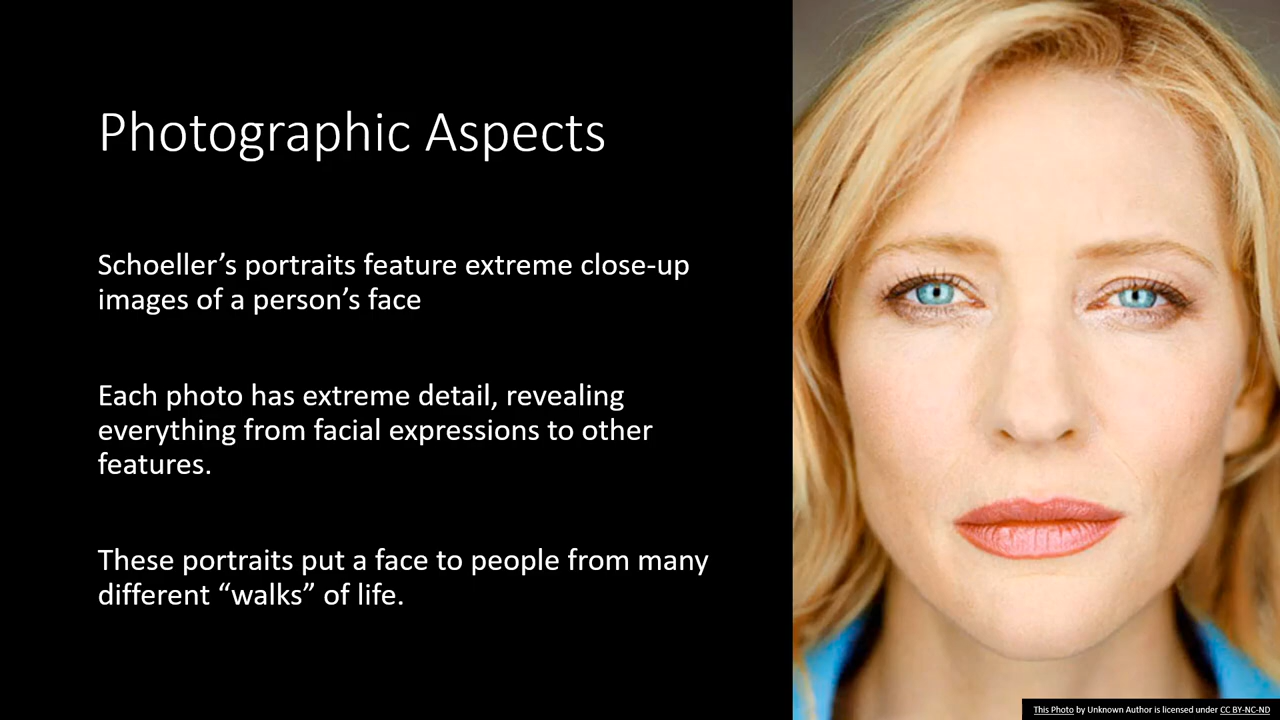 Photographic Aspects
Schoeller’s portraits feature extreme close-up
images of a person’s face
Each photo has extreme detail, revealing
everything from facial expressions to other
features.
These portraits put a face to people from many
different “walks” of life.
This Photo by Unknown Author is licensed under CC BY-NC-ND